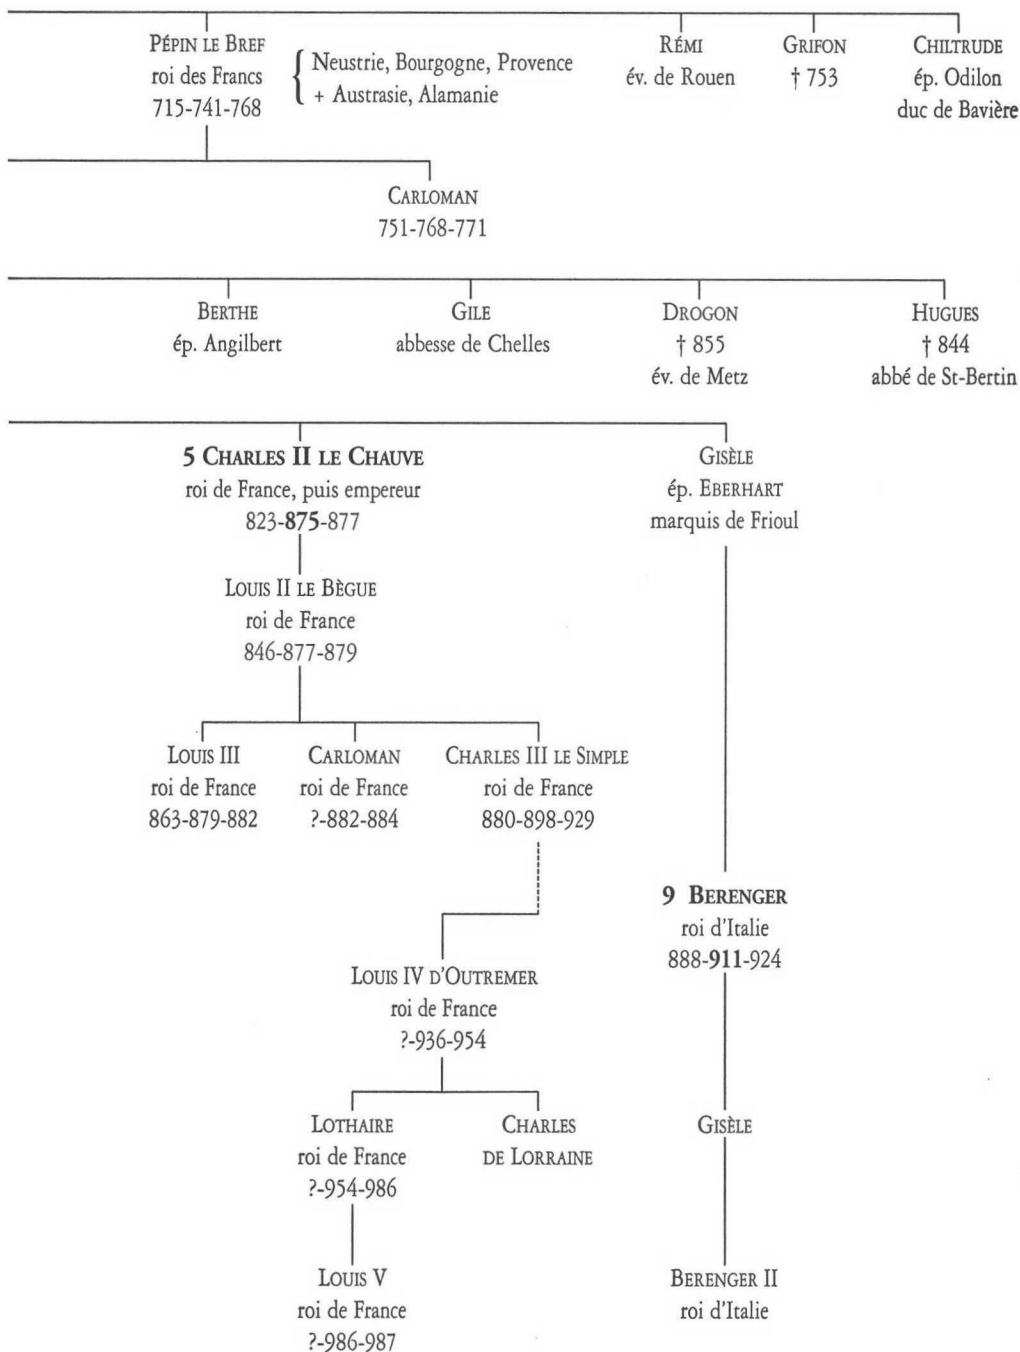 PÉPIN LE BREF
roi des Francs
715-741-768
Neustrie, Bourgogne, Provence
+ Austrasie, Alamanie
RÉMI
év. de Rouen
GRIFON
† 753
CHILTRUDE
ép. Odilon
duc de Bavière
CARLOMAN
751-768-771
BERTHE
ép. Angilbert
GILE
abbesse de Chelles
DROGON
† 855
év. de Metz
HUGUES
† 844
abbé de St-Bertin
5 CHARLES II LE CHAUVE
roi de France, puis empereur
823-875-877
GISÈLE
ép. EBERHART
marquis de Frioul
LOUIS II LE BÈGUE
roi de France
846-877-879
LOUIS III
roi de France
863-879-882
CARLOMAN
roi de France
?-882-884
CHARLES III LE SIMPLE
roi de France
880-898-929
9 BERENGER
roi d'Italie
888-911-924
LOUIS IV D'OUTREMER
roi de France
?-936-954
LOTHAIRE
roi de France
?-954-986
CHARLES
DE LORRAINE
GISÈLE
LOUIS V
roi de France
?-986-987
BERENGER II
roi d'Italie